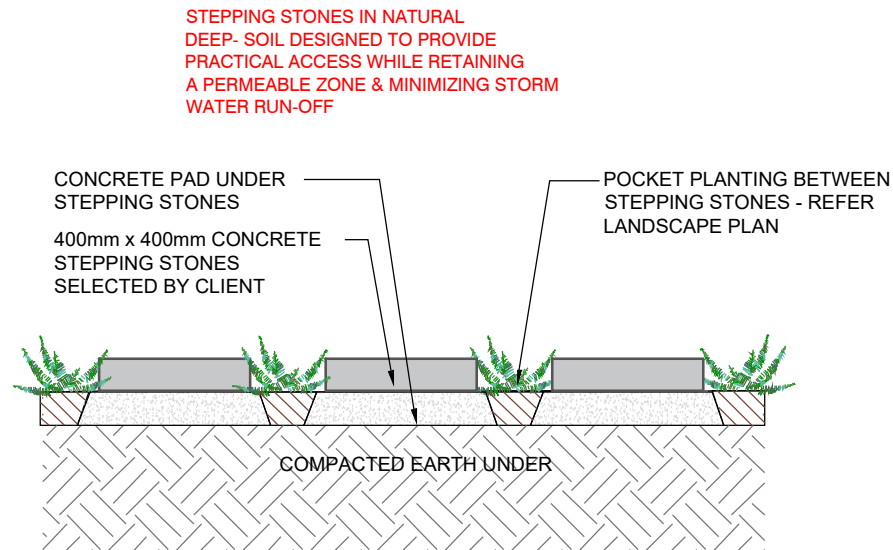 STEPPING STONES IN NATURAL
DEEP- SOIL DESIGNED TO PROVIDE
PRACTICAL ACCESS WHILE RETAINING
A PERMEABLE ZONE & MINIMIZING STORM
WATER RUN-OFF
CONCRETE PAD UNDER
STEPPING STONES
400mm x 400mm CONCRETE
STEPPING STONES
SELECTED BY CLIENT
POCKET PLANTING BETWEEN
STEPPING STONES - REFER
LANDSCAPE PLAN
COMPACTED EARTH UNDER